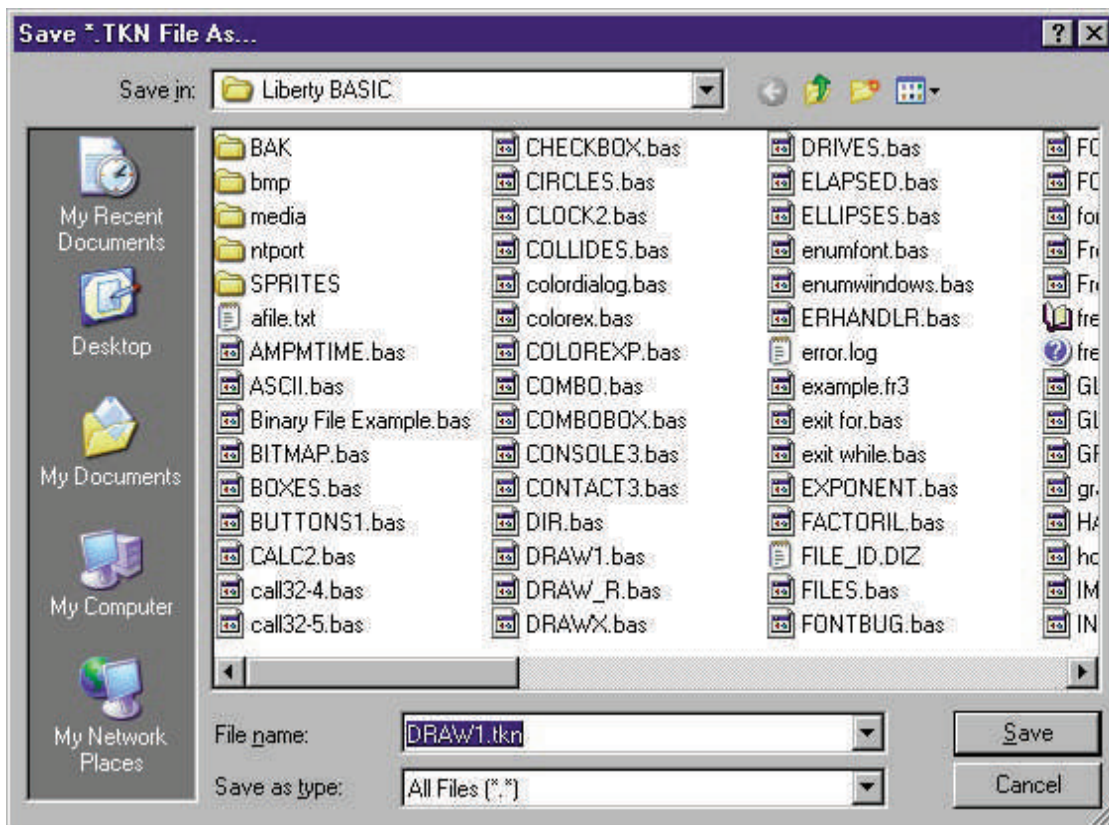 Save *.TKN File As...
Save in:
Liberty BASIC
My Recent
Documents
Desktop
My Documents
My Computer
My Network
Places
BAK
bmp
media
ntport
SPRITES
afile.txt
AMPMTIME.bas
ASCII.bas
Binary File Example.bas
BITMAP.bas
BOXES.bas
BUTTONS1.bas
CALC2.bas
call32-4.bas
call32-5.bas
CHECKBOX.bas
CIRCLES.bas
CLOCK2.bas
COLLIDES.bas
colordialog.bas
colorex.bas
COLOREXP.bas
COMBO.bas
COMBOBOX.bas
CONSOLE3.bas
CONTACT3.bas
DIR.bas
DRAW1.bas
DRAW_R.bas
DRAWX.bas
DRIVES.bas
ELAPSED.bas
ELLIPSES.bas
enumfont.bas
enumwindows.bas
ERHANDLR.bas
error.log
example.fr3
exit for.bas
exit while.bas
EXPONENT.bas
FACTORIL.bas
FILE_ID.DIZ
FILES.bas
FONTBUG.bas
File name:
DRAW1.tkn
Save
Save as type:
All Files (*.*)
Cancel